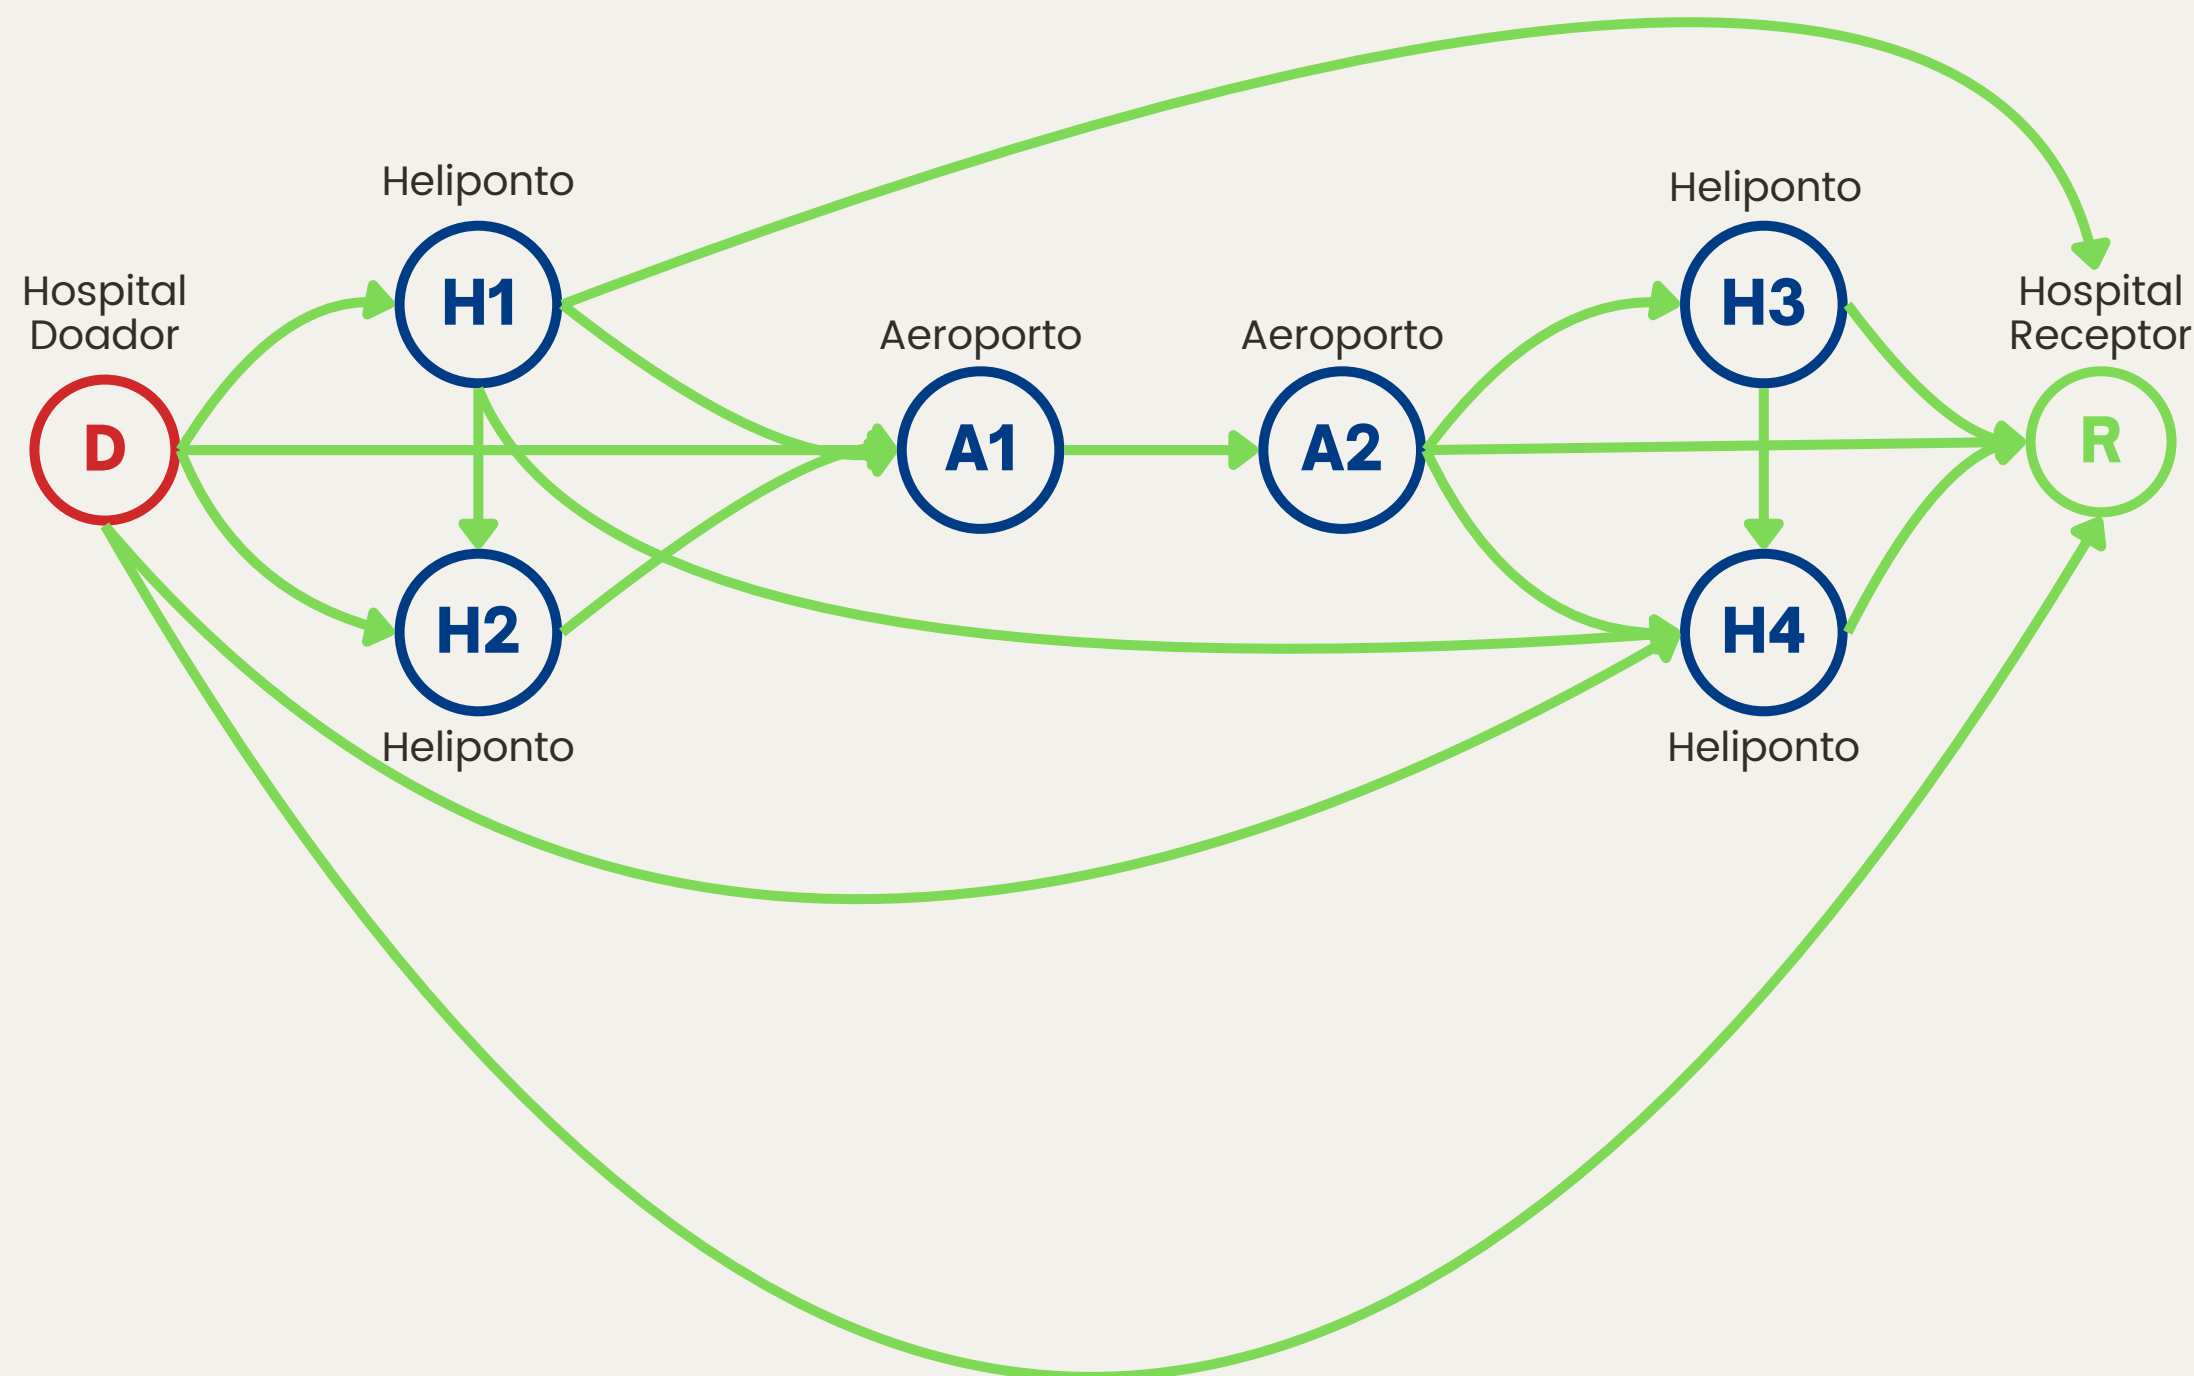 Hospital
Doador
D
Heliponto
H1
H2
Heliponto
Aeroporto
A1
Aeroporto
A2
Heliponto
H3
H4
Heliponto
Hospital
Receptor
R